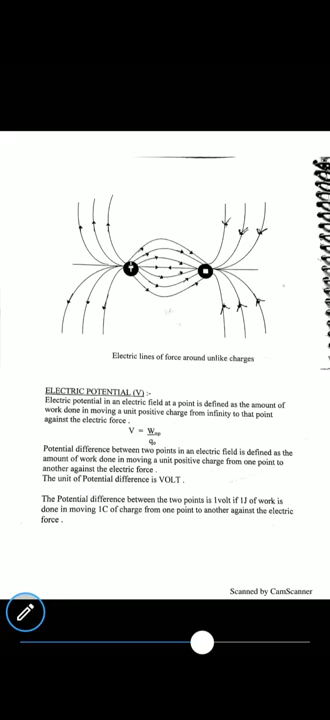 Electric lines of force around unlike charges
ELECTRIC POTENTIAL (V) :-
Electric potential in an electric field at a point is defined as the amount of
work done in moving a unit positive charge from infinity to that point
against the electric force .
V = W∞p
q₀
Potential difference between two points in an electric field is defined as the
amount of work done in moving a unit positive charge from one point to
another against the electric force .
The unit of Potential difference is VOLT .
The Potential difference between the two points is 1volt if 1J of work is
done in moving 1C of charge from one point to another against the electric
force .
Scanned by CamScanner